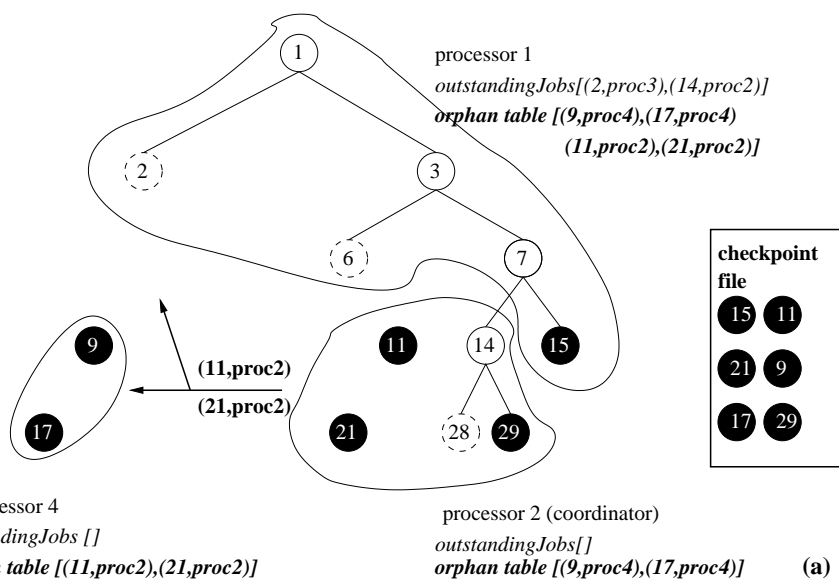 1
processor 1
outstandingJobs[(2,proc3),(14,proc2)]
orphan table [(9,proc4),(17,proc4)
(11,proc2),(21,proc2)]
2
3
6
7
checkpoint
file
15 11
21 9
17 29
9
11
14
15
(11,proc2)
(21,proc2)
17
21
28
29
essor 4
ndingJobs []
table [(11,proc2),(21,proc2)]
processor 2 (coordinator)
outstandingJobs[]
orphan table [(9,proc4),(17,proc4)]
(a)